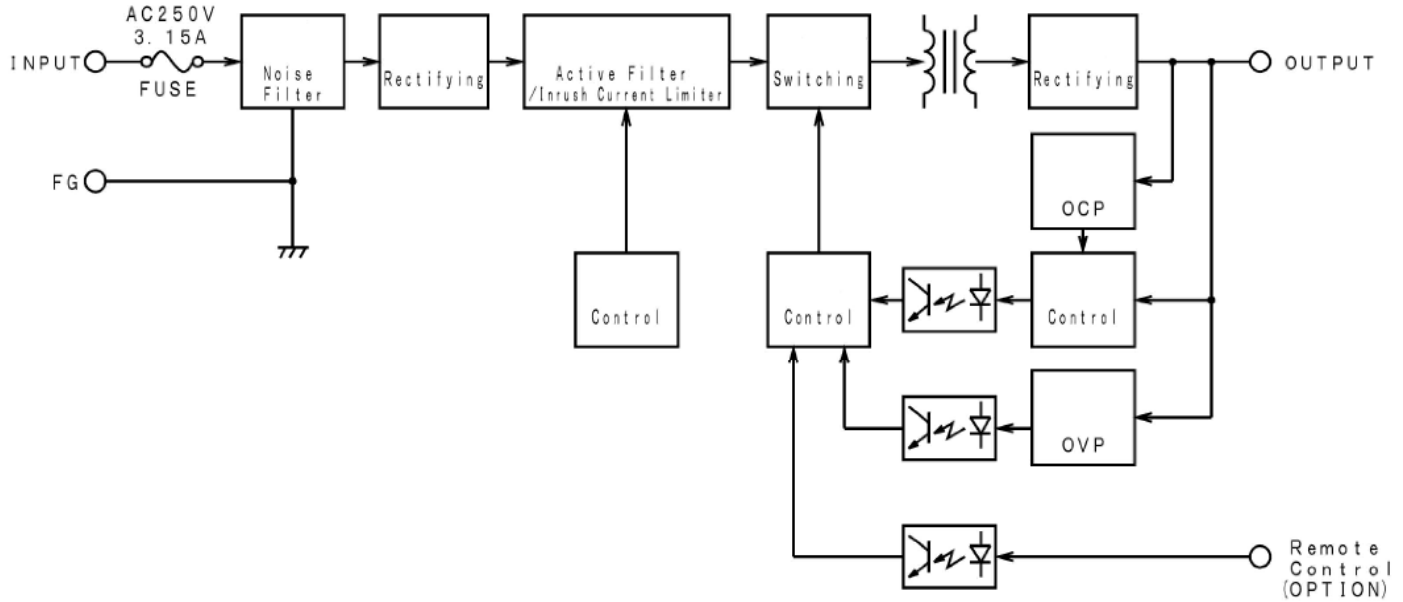 AC250V
3.15A
INPUT
FUSE
Noise
Filter
Rectifying
Active Filter
/Inrush Current Limiter
Switching
Rectifying
OUTPUT
FG
OCP
Control
Control
Control
OVP
Remote
Control
(OPTION)